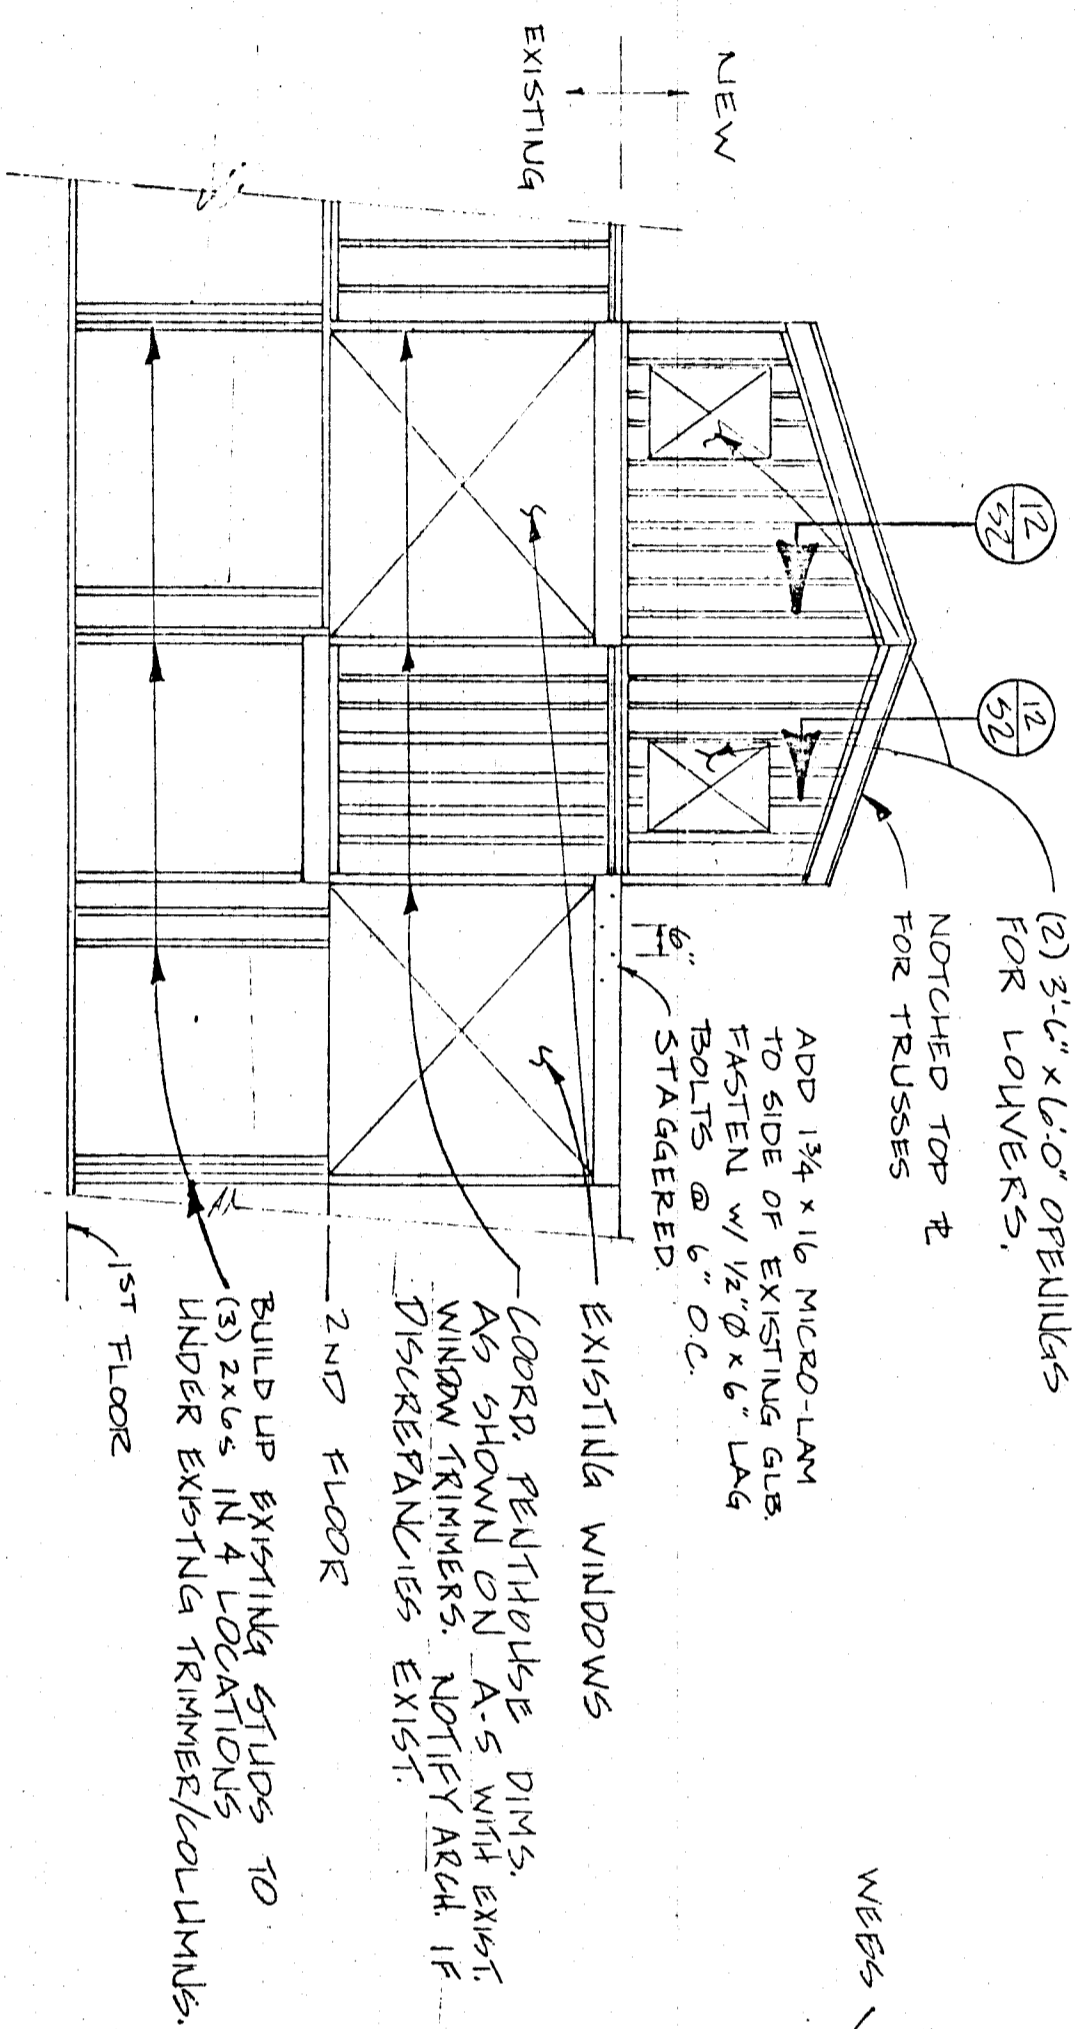 NEW
EXISTING
12
S2
12
S2
(2) 3'-6" x 6'-0" OPENINGS
FOR LOUVERS.
NOTCHED TOP PL
FOR TRUSSES
ADD 1 3/4 x 16 MICRO-LAM
TO SIDE OF EXISTING GLB.
FASTEN W/ 1/2"Ø x 6" LAG
BOLTS @ 6" O.C.
STAGGERED.
6"
EXISTING WINDOWS
COORD. PENTHOUSE DIMS.
AS SHOWN ON A-5 WITH EXIST.
WINDOW TRIMMERS. NOTIFY ARCH. IF
DISCREPANCIES EXIST.
2ND FLOOR
BUILD UP EXISTING STUDS TO
(3) 2x6s IN 4 LOCATIONS
UNDER EXISTNG TRIMMER/COLUMNS.
1ST FLOOR
WEBS